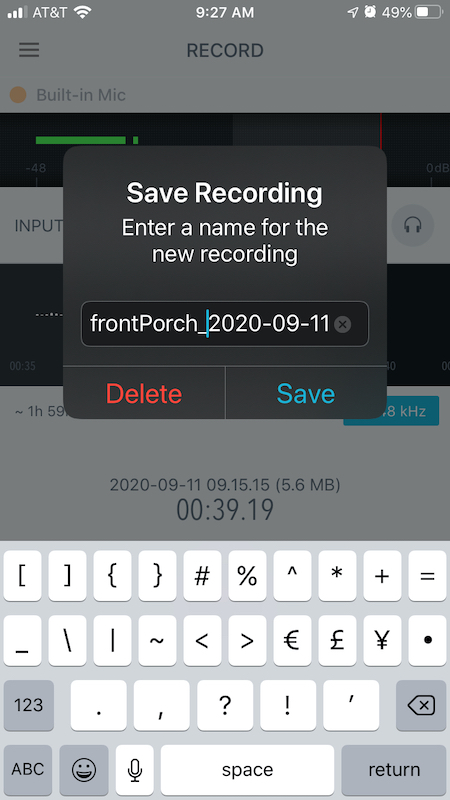 AT&T 9:27 AM 49%
RECORD
Built-in Mic
-48 0dB
Save Recording
Enter a name for the
new recording
INPUT
frontPorch_2020-09-11
00:35
Delete Save
~ 1h 8 kHz
2020-09-11 09.15.15 (5.6 MB)
00:39.19
[ ] { } # % ^ * + =
_ \ | ~ < > € £ ¥ •
123 . , ? ! ’
ABC space return